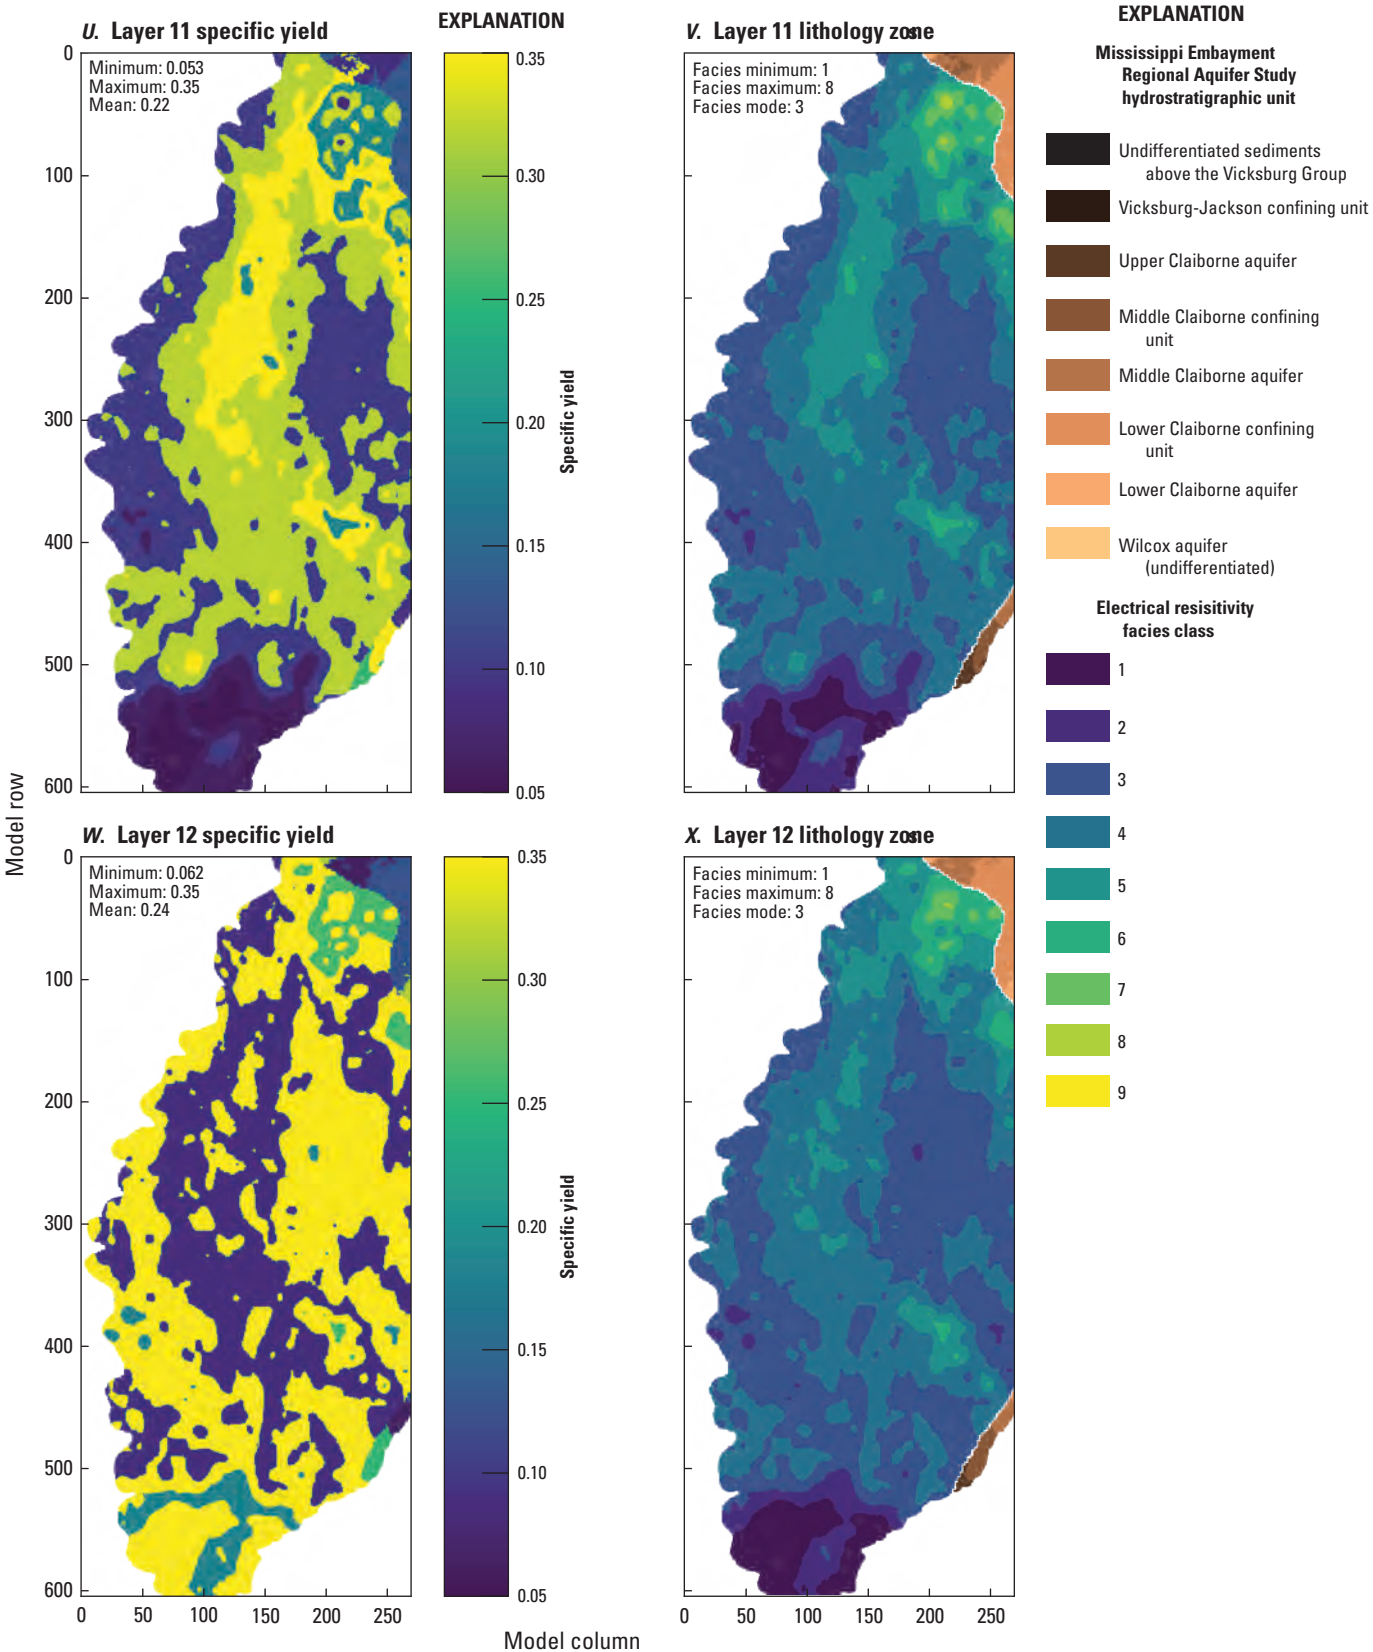 U. Layer 11 specific yield
EXPLANATION
Minimum: 0.053
Maximum: 0.35
Mean: 0.22
0
100
200
300
400
500
600
0.35
0.30
0.25
0.20
0.15
0.10
0.05
Specific yield
V. Layer 11 lithology zone
Facies minimum: 1
Facies maximum: 8
Facies mode: 3
EXPLANATION
Mississippi Embayment
Regional Aquifer Study
hydrostratigraphic unit
Undifferentiated sediments
above the Vicksburg Group
Vicksburg-Jackson confining unit
Upper Claiborne aquifer
Middle Claiborne confining
unit
Middle Claiborne aquifer
Lower Claiborne confining
unit
Lower Claiborne aquifer
Wilcox aquifer
(undifferentiated)
Electrical resisitivity
facies class
1
2
3
4
5
6
7
8
9
Model row
W. Layer 12 specific yield
Minimum: 0.062
Maximum: 0.35
Mean: 0.24
0
100
200
300
400
500
600
0
50
100
150
200
250
0.35
0.30
0.25
0.20
0.15
0.10
0.05
Specific yield
X. Layer 12 lithology zone
Facies minimum: 1
Facies maximum: 8
Facies mode: 3
0
50
100
150
200
250
Model column